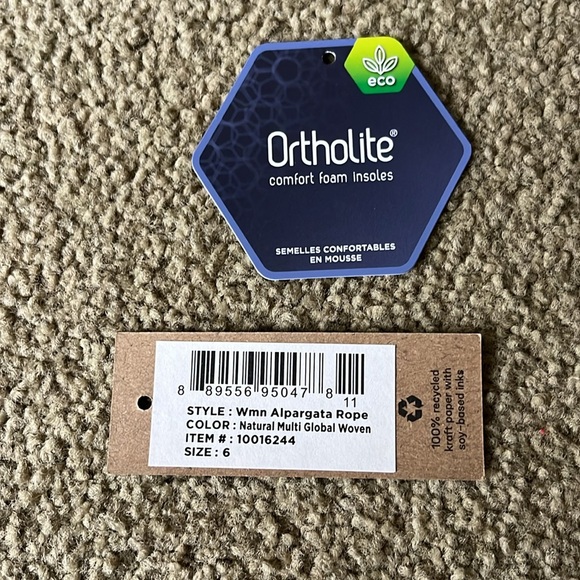 eco
Ortholite®
comfort foam insoles
SEMELLES CONFORTABLES
EN MOUSSE
8 89556 95047 8
11
STYLE : Wmn Alpargata Rope
COLOR : Natural Multi Global Woven
ITEM # : 10016244
SIZE : 6
100% recycled
kraft paper with
soy-based inks